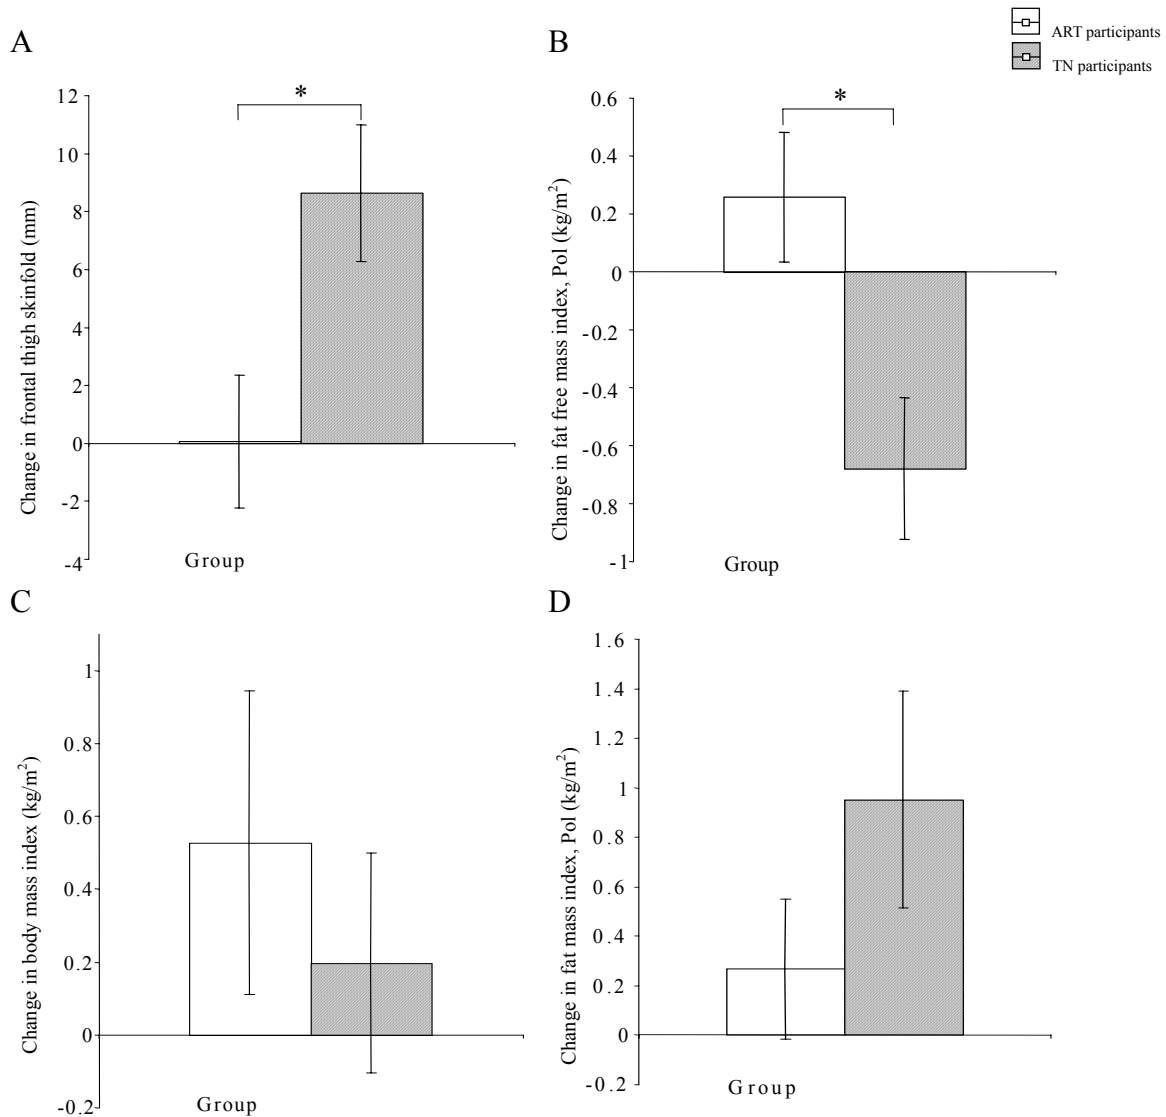 ART participants
TN participants
A
*
12
10
8
6
4
2
0
-2
-4
Change in frontal thigh skinfold (mm)
Group
B
*
0.6
0.4
0.2
0
-0.2
-0.4
-0.6
-0.8
-1
Change in fat free mass index, Pol (kg/m²)
Group
C
1
0.8
0.6
0.4
0.2
0
-0.2
Change in body mass index (kg/m²)
Group
D
1.6
1.4
1.2
1
0.8
0.6
0.4
0.2
0
-0.2
Change in fat mass index, Pol (kg/m²)
Group